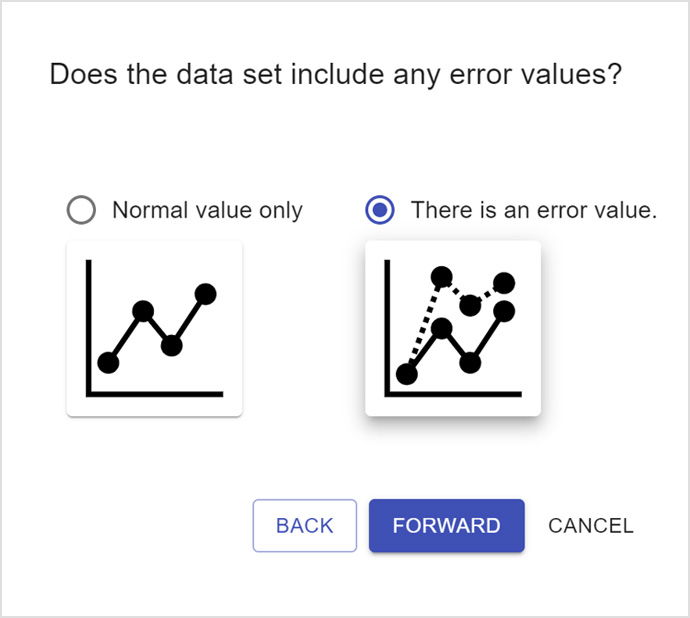 Does the data set include any error values?
Normal value only
There is an error value.
BACK
FORWARD
CANCEL